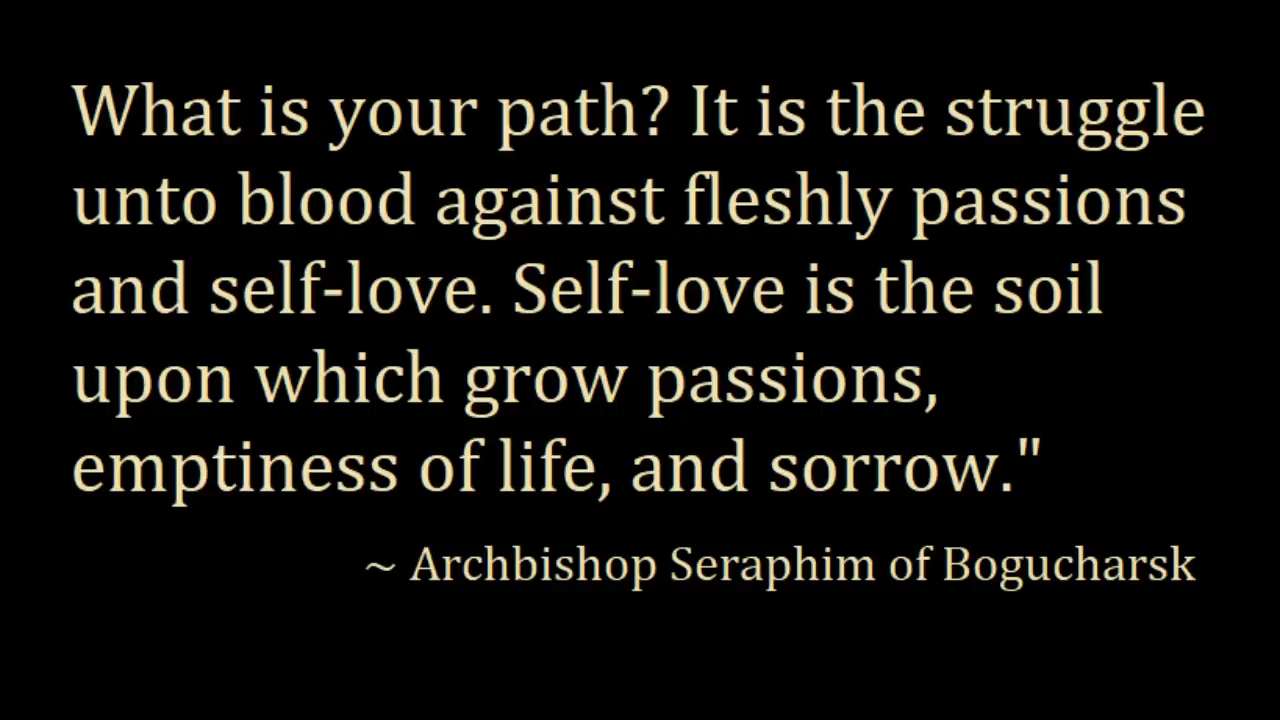 What is your path? It is the struggle
unto blood against fleshly passions
and self-love. Self-love is the soil
upon which grow passions,
emptiness of life, and sorrow."
~ Archbishop Seraphim of Bogucharsk